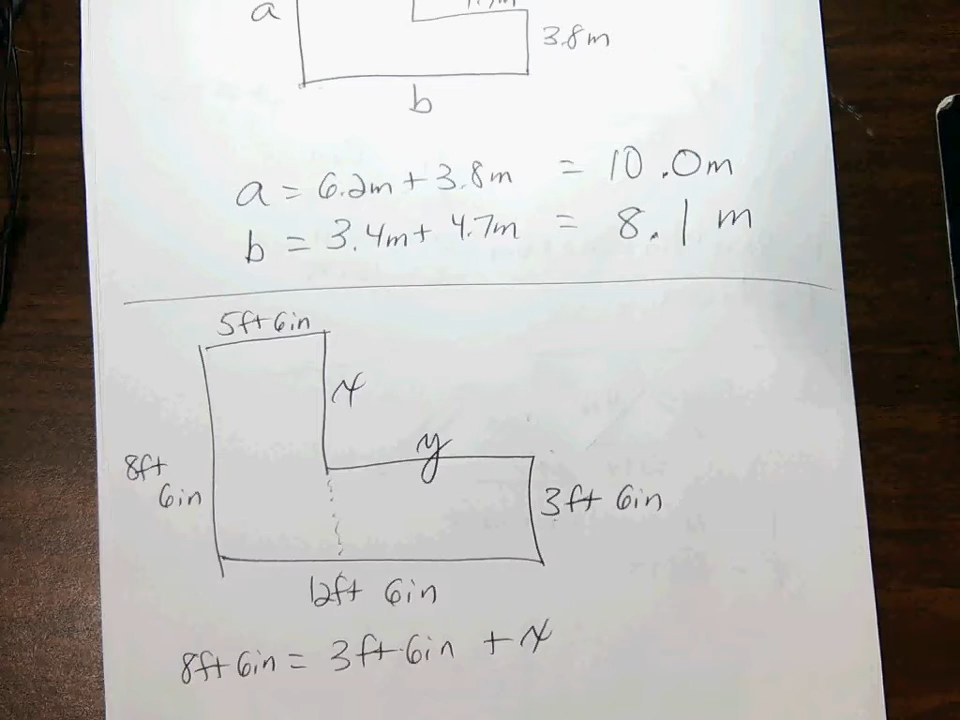 a
3.8m
b
a = 6.2m + 3.8m = 10.0m
b = 3.4m + 4.7m = 8.1 m
5ft 6in
x
y
8ft
6in
3ft 6in
12ft 6in
8ft 6in = 3ft 6in + x